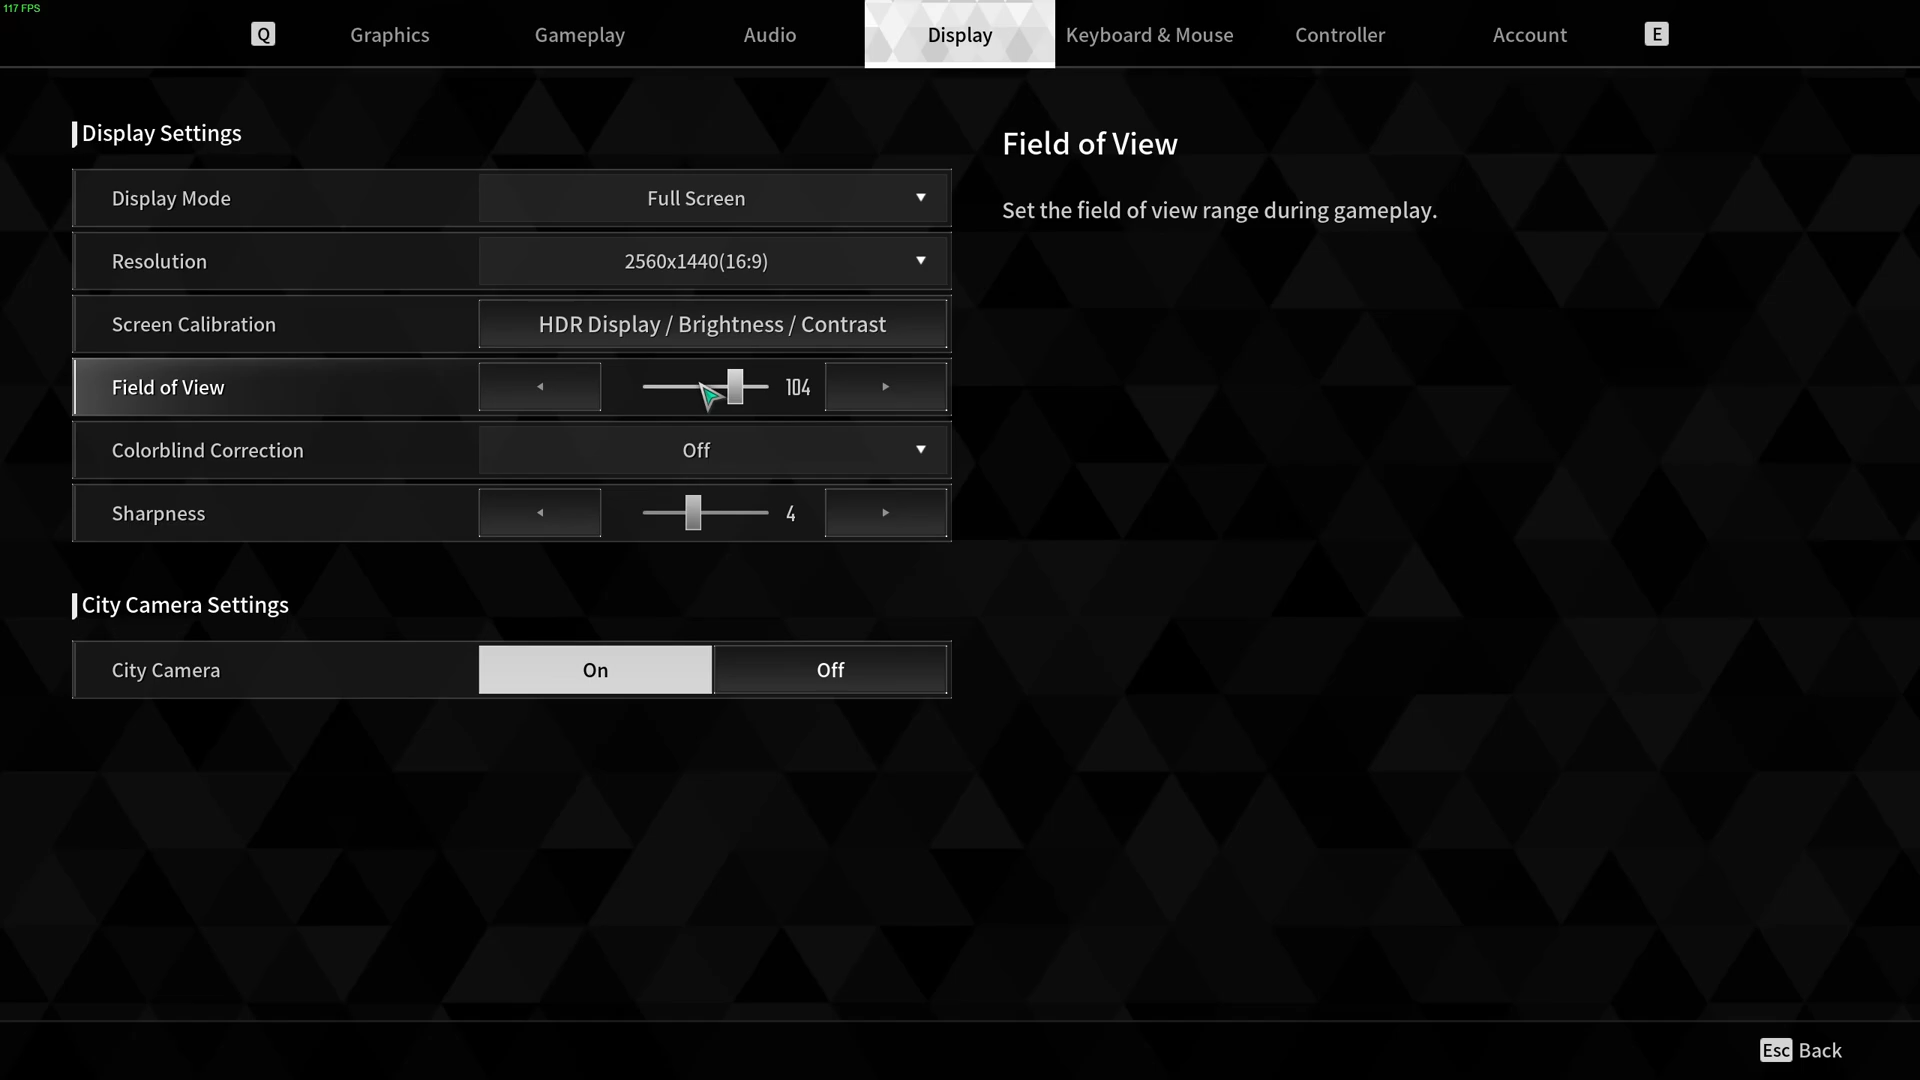 117 FPS
Q Graphics Gameplay Audio Display Keyboard & Mouse Controller Account E
Display Settings
Field of View
Display Mode Full Screen
Set the field of view range during gameplay.
Resolution 2560x1440(16:9)
Screen Calibration HDR Display / Brightness / Contrast
Field of View 104
Colorblind Correction Off
Sharpness 4
City Camera Settings
City Camera On Off
Esc Back